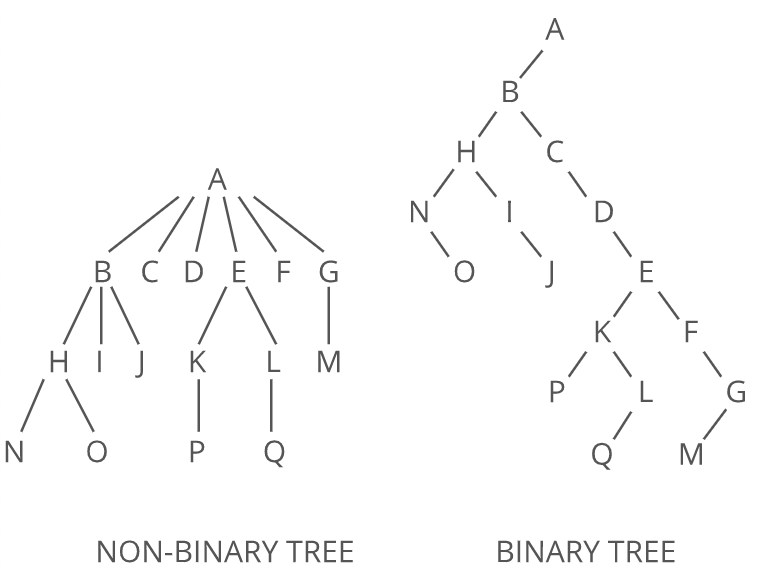 A
B
H C
N I D
O J E
K F
P L G
Q M
A
B C D E F G
H I J K L M
N O P Q
NON-BINARY TREE
BINARY TREE